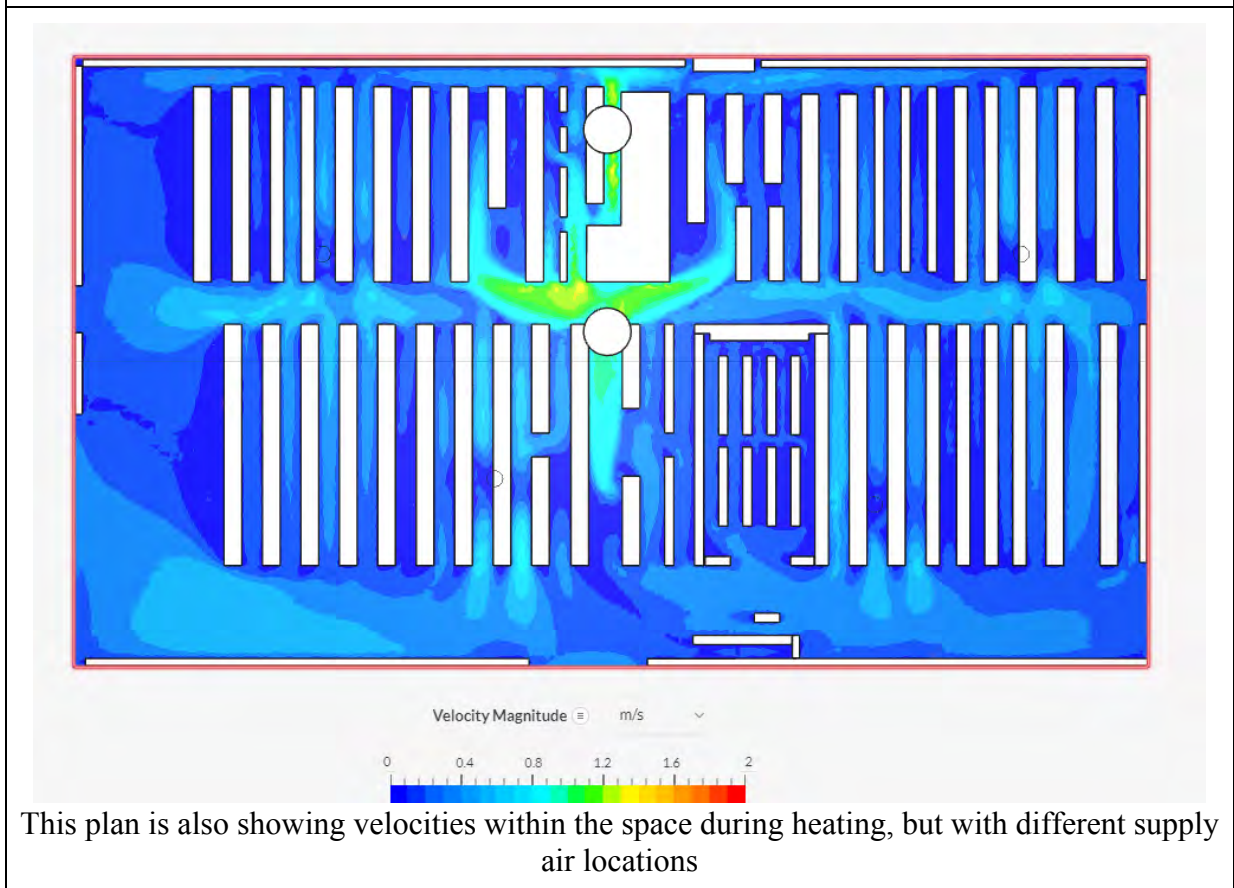 Velocity Magnitude m/s
0 0.4 0.8 1.2 1.6 2
This plan is also showing velocities within the space during heating, but with different supply
air locations